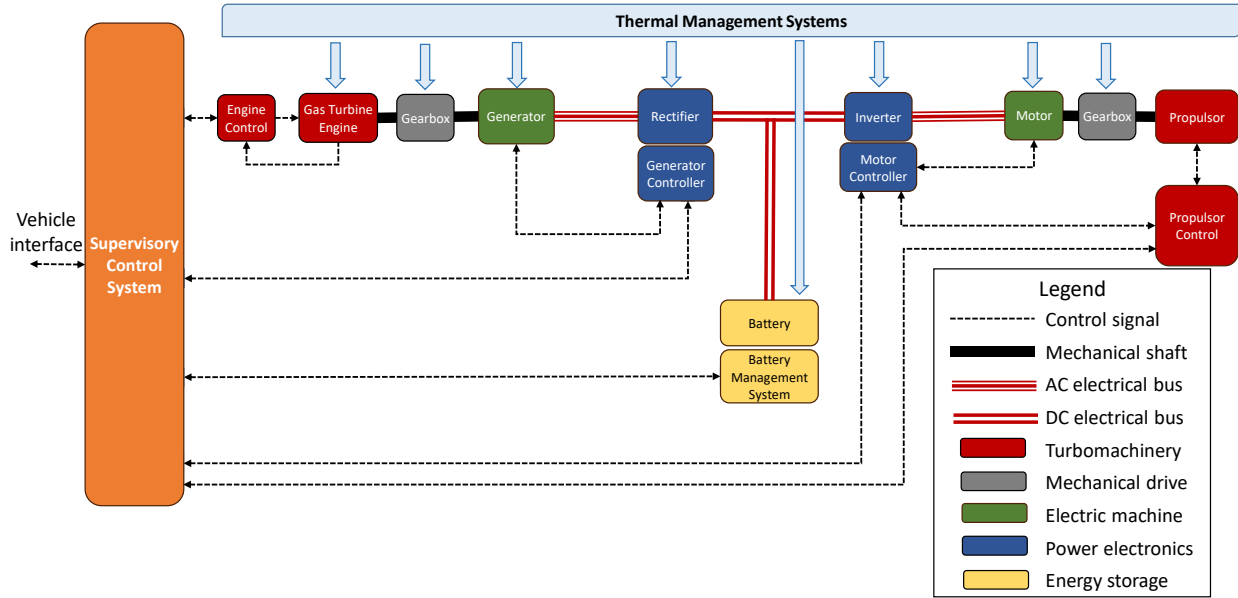 Thermal Management Systems
Engine
Control
Gas Turbine
Engine
Gearbox
Generator
Rectifier
Inverter
Motor
Gearbox
Propulsor
Generator
Controller
Motor
Controller
Vehicle
interface
Supervisory
Control
System
Propulsor
Control
Battery
Battery
Management
System
Legend
Control signal
Mechanical shaft
AC electrical bus
DC electrical bus
Turbomachinery
Mechanical drive
Electric machine
Power electronics
Energy storage